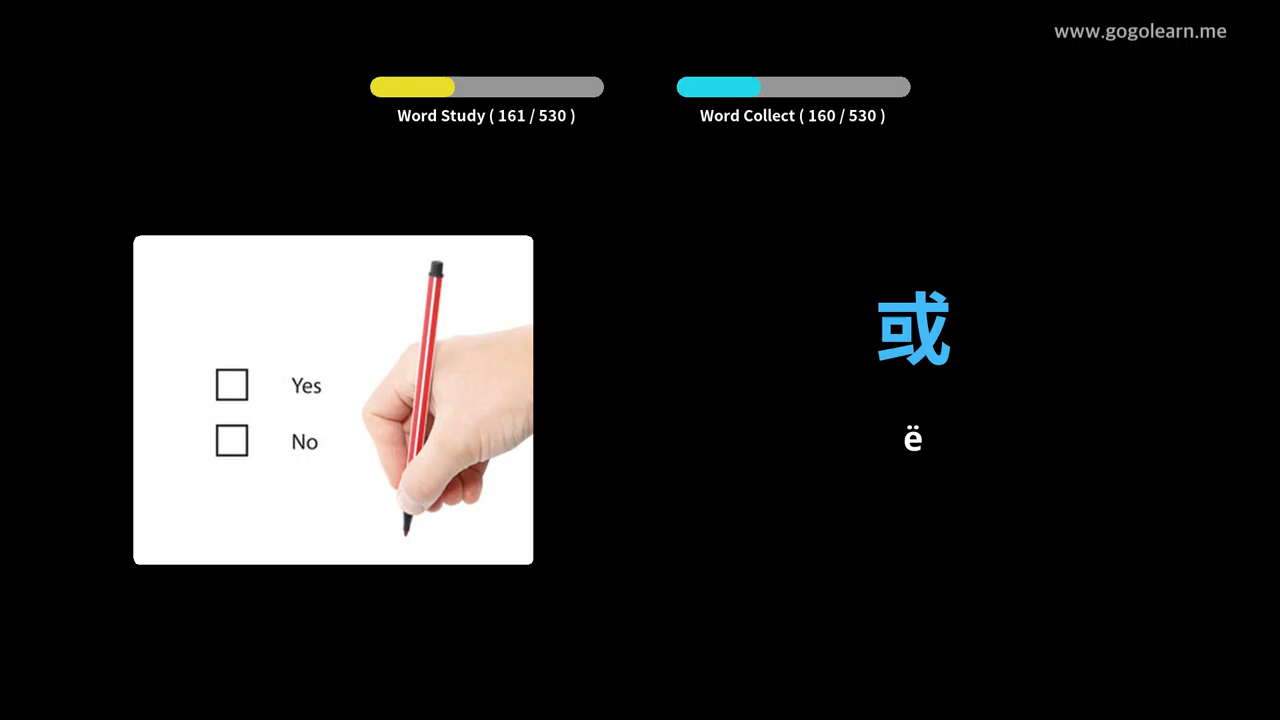 www.gogolearn.me
Word Study ( 161 / 530 )
Word Collect ( 160 / 530 )
Yes
No
或
ë